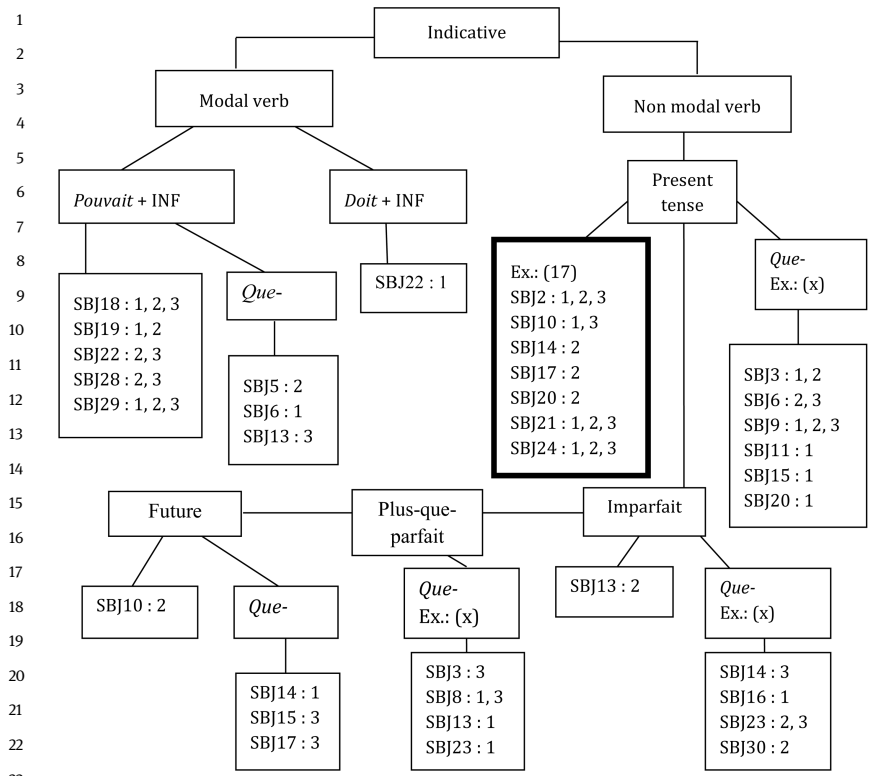 1
Indicative
2
3
Modal verb
Non modal verb
4
5
6
Pouvait + INF
Doit + INF
Present
tense
7
8
Que-
Ex.: (x)
Ex.: (17)
SBJ2 : 1, 2, 3
SBJ10 : 1, 3
SBJ14 : 2
SBJ17 : 2
SBJ20 : 2
SBJ21 : 1, 2, 3
SBJ24 : 1, 2, 3
SBJ22 : 1
Que-
9
SBJ18 : 1, 2, 3
SBJ19 : 1, 2
SBJ22 : 2, 3
SBJ28 : 2, 3
SBJ29 : 1, 2, 3
10
11
SBJ5 : 2
SBJ6 : 1
SBJ13 : 3
SBJ3 : 1, 2
SBJ6 : 2, 3
SBJ9 : 1, 2, 3
SBJ11 : 1
SBJ15 : 1
SBJ20 : 1
12
13
14
15
Future
Plus-que-
parfait
Imparfait
16
17
SBJ10 : 2
Que-
Que-
Ex.: (x)
SBJ13 : 2
Que-
Ex.: (x)
18
19
20
SBJ14 : 1
SBJ15 : 3
SBJ17 : 3
SBJ3 : 3
SBJ8 : 1, 3
SBJ13 : 1
SBJ23 : 1
SBJ14 : 3
SBJ16 : 1
SBJ23 : 2, 3
SBJ30 : 2
21
22